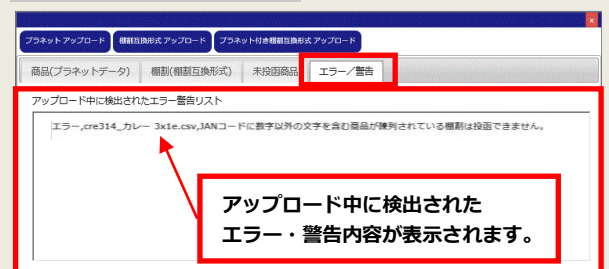 プラネット アップロード 棚割互換形式 アップロード プラネット付き棚割互換形式 アップロード
商品(プラネットデータ) 棚割(棚割互換形式) 未投函商品 エラー／警告
アップロード中に検出されたエラー警告リスト
エラー,cre314_カレー 3x1e.csv,JANコードに数字以外の文字を含む商品が陳列されている棚割は投函できません。
アップロード中に検出された
エラー・警告内容が表示されます。